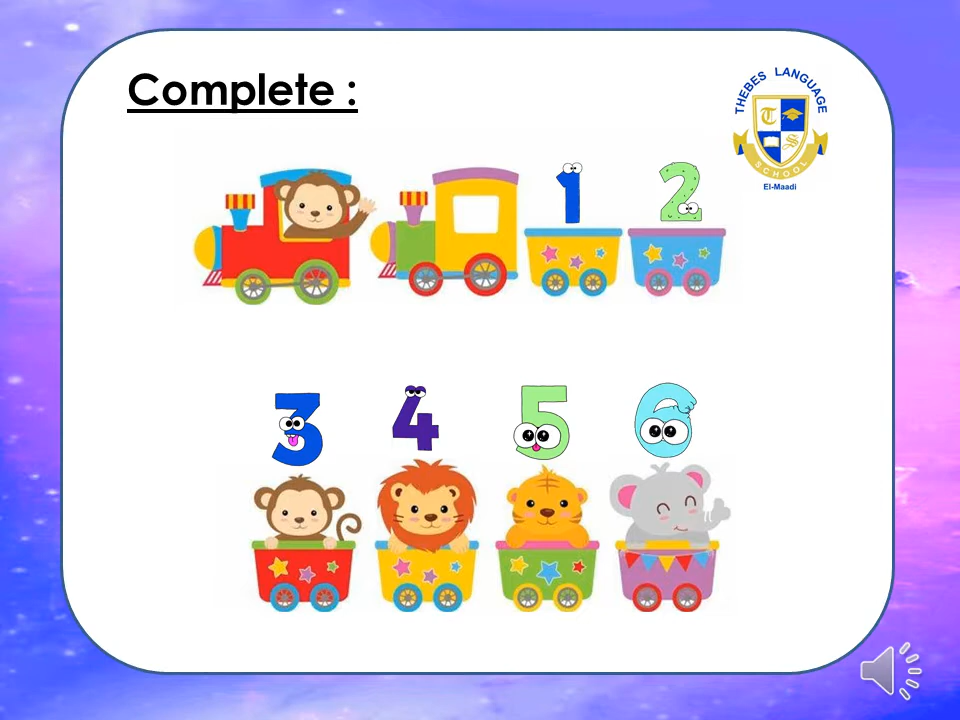 Complete :
THEBES LANGUAGE
T
S
SCHOOL
El-Maadi
1 2
3 4 5 6